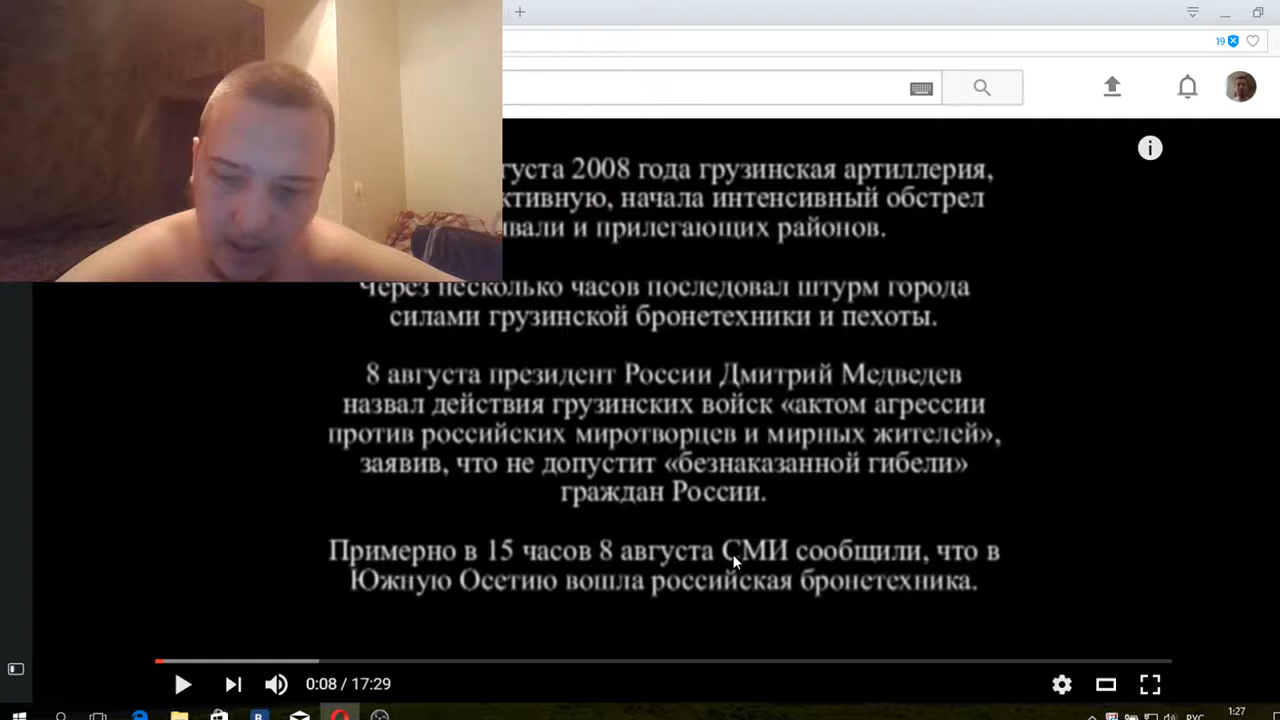 19
густа 2008 года грузинская артиллерия,
ктивную, начала интенсивный обстрел
вали и прилегающих районов.
Через несколько часов последовал штурм города
силами грузинской бронетехники и пехоты.
8 августа президент России Дмитрий Медведев
назвал действия грузинских войск «актом агрессии
против российских миротворцев и мирных жителей»,
заявив, что не допустит «безнаказанной гибели»
граждан России.
Примерно в 15 часов 8 августа СМИ сообщили, что в
Южную Осетию вошла российская бронетехника.
0:08 / 17:29
РУС
1:27